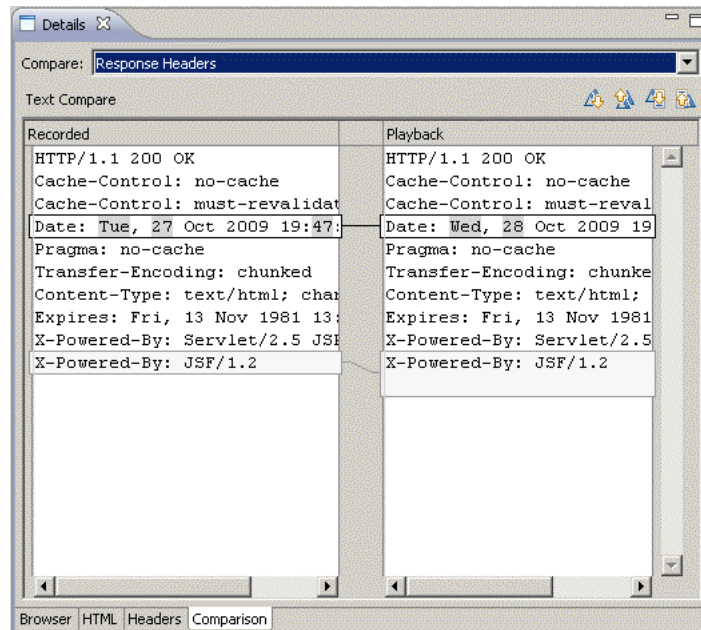 Details
Compare: Response Headers
Text Compare
Recorded
HTTP/1.1 200 OK
Cache-Control: no-cache
Cache-Control: must-revalidat
Date: Tue, 27 Oct 2009 19:47:
Pragma: no-cache
Transfer-Encoding: chunked
Content-Type: text/html; char
Expires: Fri, 13 Nov 1981 13:
X-Powered-By: Servlet/2.5 JSF
X-Powered-By: JSF/1.2
Playback
HTTP/1.1 200 OK
Cache-Control: no-cache
Cache-Control: must-reval
Date: Wed, 28 Oct 2009 19
Pragma: no-cache
Transfer-Encoding: chunke
Content-Type: text/html;
Expires: Fri, 13 Nov 1981
X-Powered-By: Servlet/2.5
X-Powered-By: JSF/1.2
Browser HTML Headers Comparison